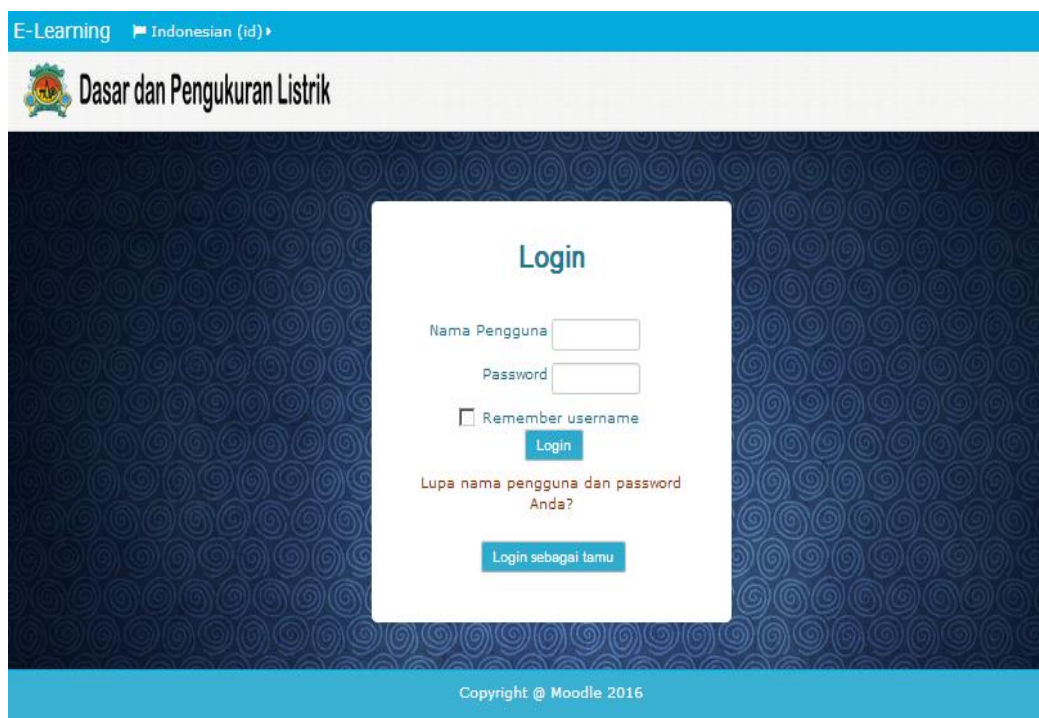 E-Learning Indonesian (id)
Dasar dan Pengukuran Listrik
Login
Nama Pengguna
Password
Remember username
Login
Lupa nama pengguna dan password
Anda?
Login sebagai tamu
Copyright @ Moodle 2016